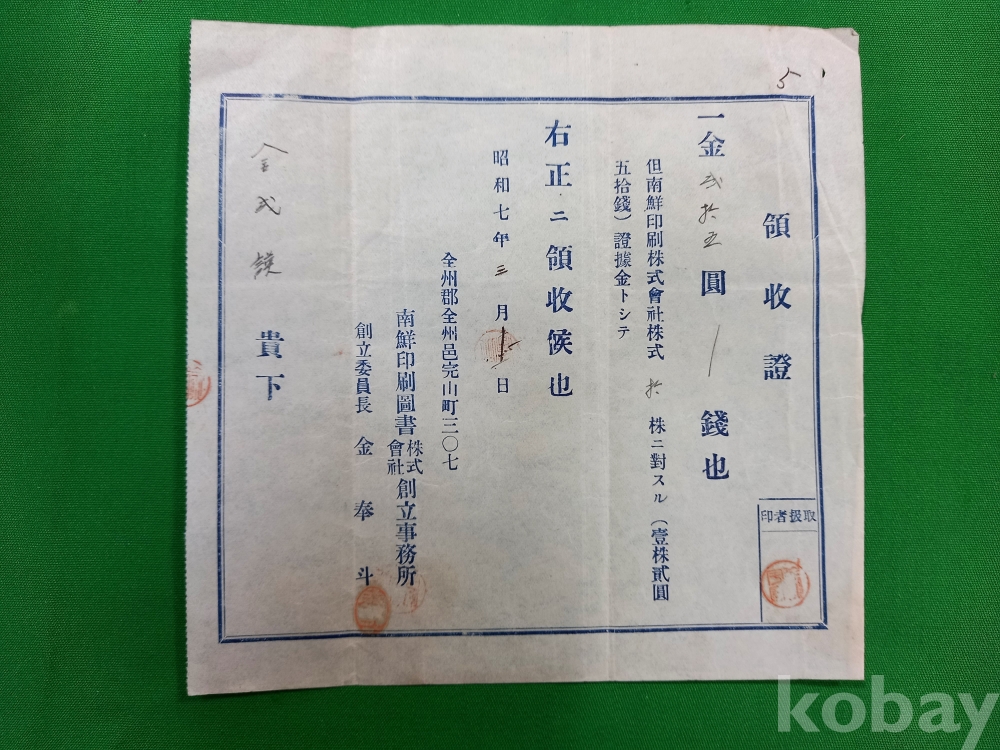 5
領收證
一金弐拾五圓 錢也
但南鮮印刷株式會社株式 拾 株ニ對スル（壹株貳圓
五拾錢）證據金トシテ
右正ニ領收候也
昭和七年三月 日
全州郡全州邑完山町三〇七
南鮮印刷圖書株式會社創立事務所
創立委員長 金奉斗
金 貴下
取扱者印
kobay